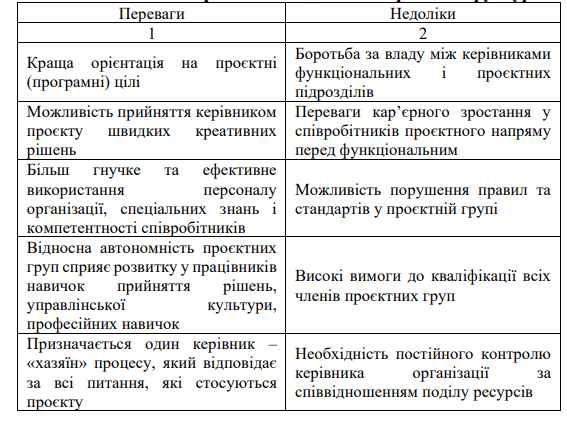 Переваги
Недоліки
1
2
Краща орієнтація на проєктні
(програмні) цілі
Боротьба за владу між керівниками
функціональних і проєктних
підрозділів
Можливість прийняття керівником
проєкту швидких креативних
рішень
Переваги кар’єрного зростання у
співробітників проєктного напряму
перед функціональним
Більш гнучке та ефективне
використання персоналу
організації, спеціальних знань і
компетентності співробітників
Можливість порушення правил та
стандартів у проєктній групі
Відносна автономність проєктних
груп сприяє розвитку у працівників
навичок прийняття рішень,
управлінської культури,
професійних навичок
Високі вимоги до кваліфікації всіх
членів проєктних груп
Призначається один керівник –
«хазяїн» процесу, який відповідає
за всі питання, які стосуються
проєкту
Необхідність постійного контролю
керівника організації за
співвідношенням поділу ресурсів